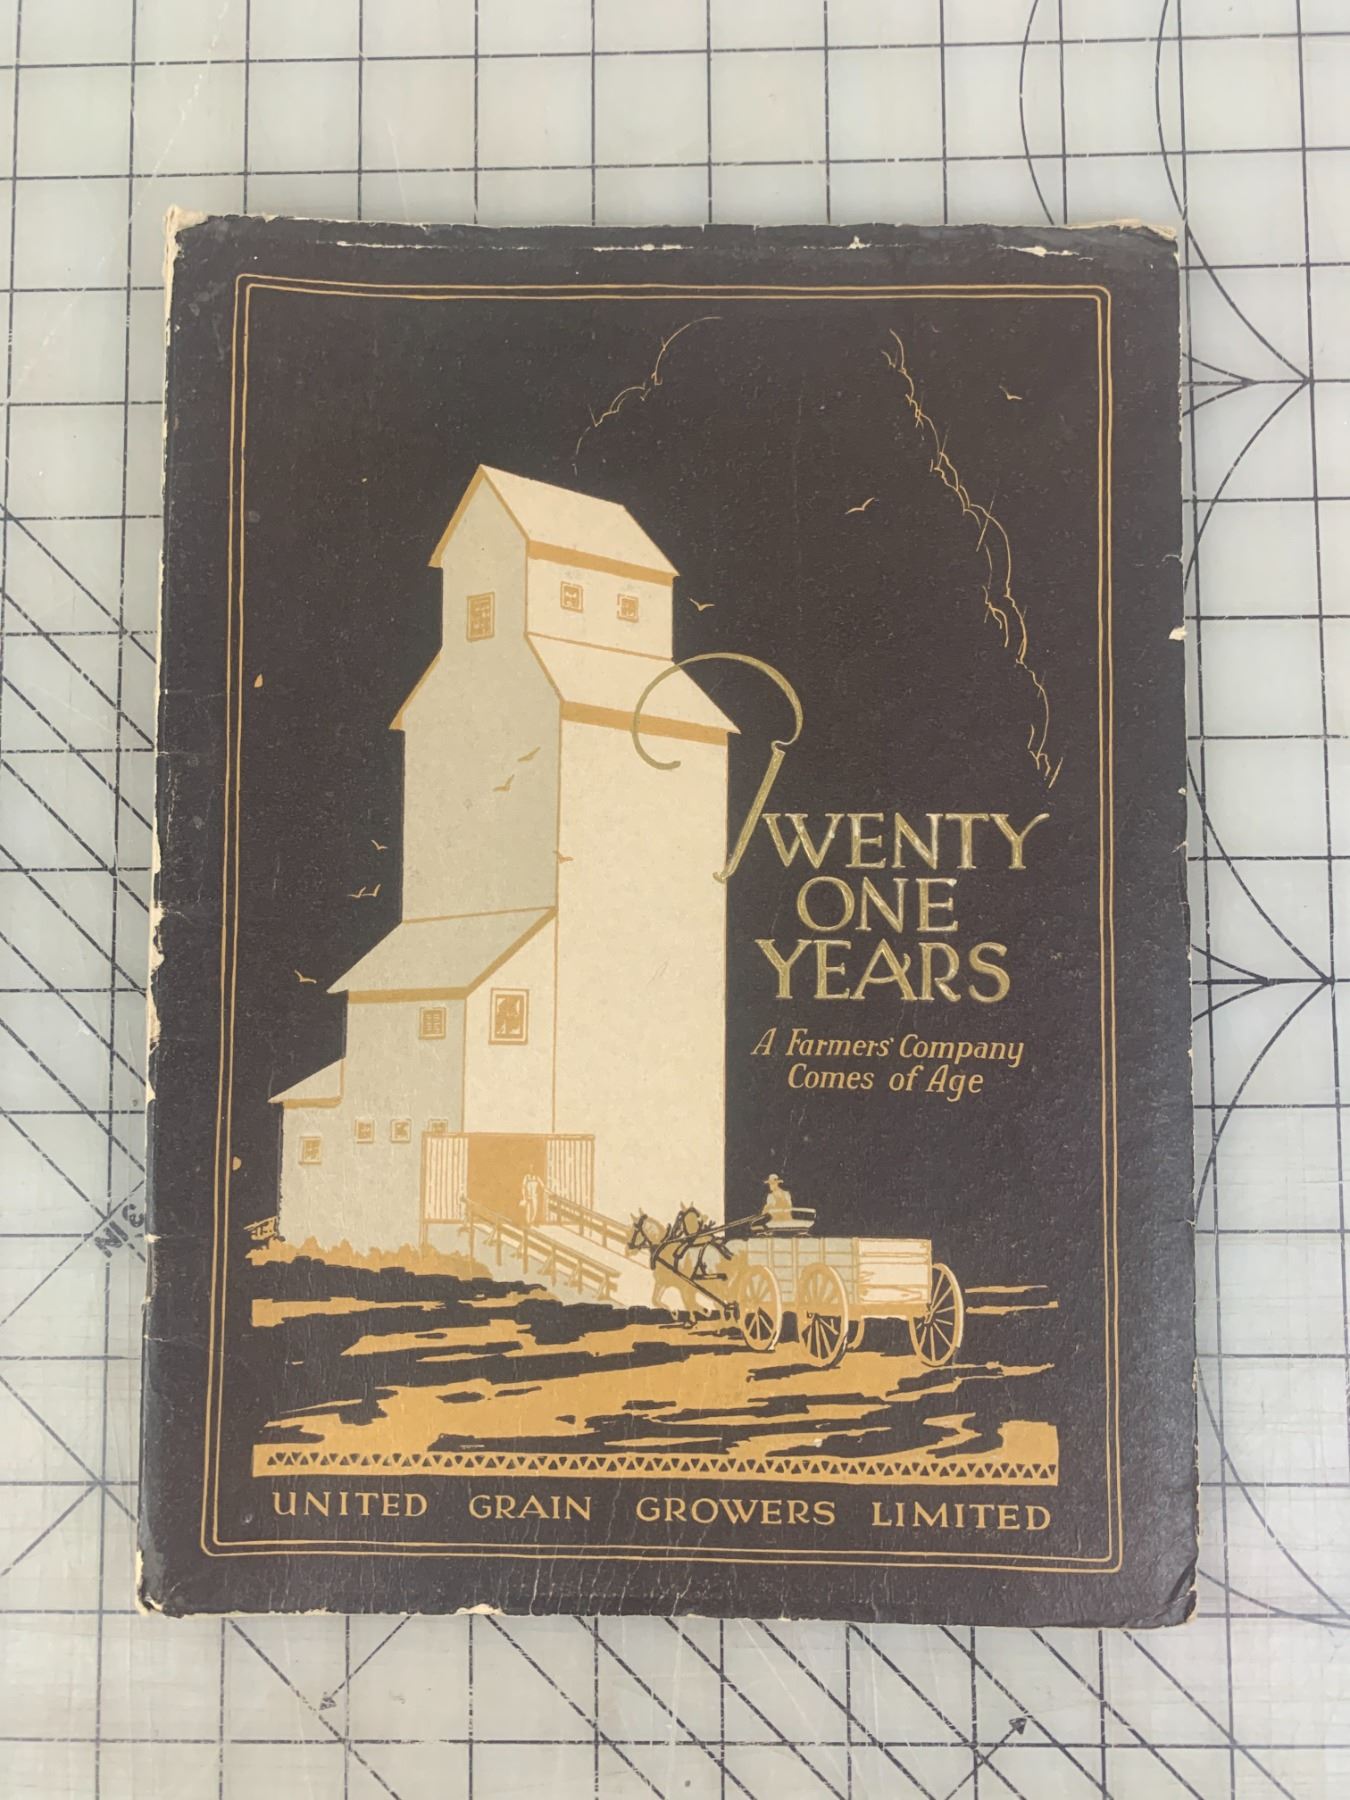 TWENTY
ONE
YEARS
A Farmers' Company
Comes of Age
UNITED GRAIN GROWERS LIMITED